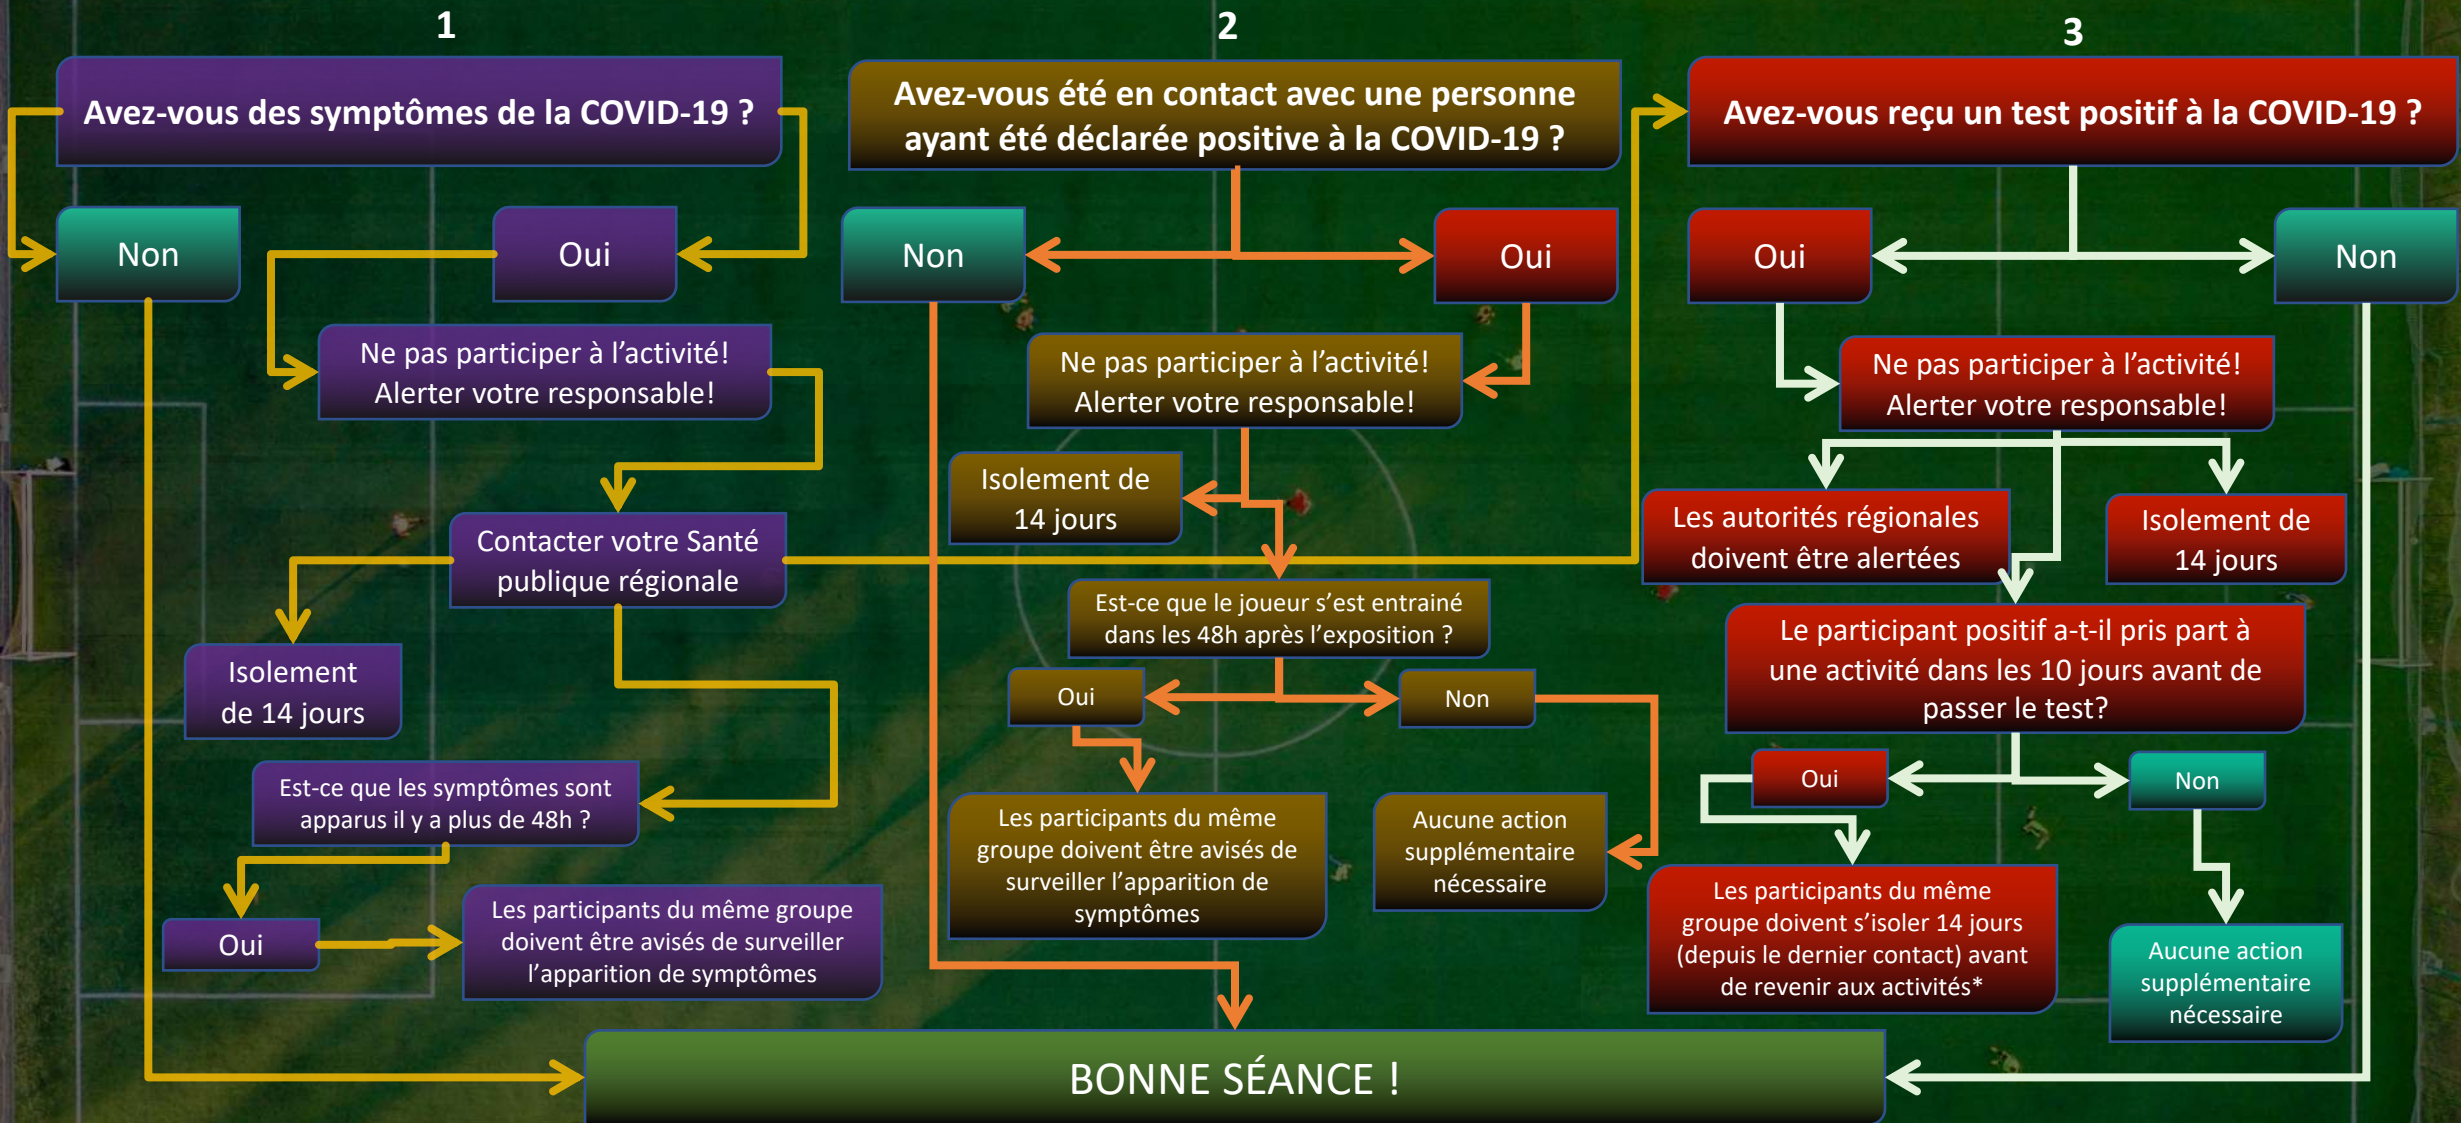 1
Avez-vous des symptômes de la COVID-19 ?
Non
Oui
Ne pas participer à l’activité!
Alerter votre responsable!
Contacter votre Santé
publique régionale
Isolement
de 14 jours
Est-ce que les symptômes sont
apparus il y a plus de 48h ?
Oui
Les participants du même groupe
doivent être avisés de surveiller
l’apparition de symptômes
2
Avez-vous été en contact avec une personne
ayant été déclarée positive à la COVID-19 ?
Non
Oui
Ne pas participer à l’activité!
Alerter votre responsable!
Isolement de
14 jours
Est-ce que le joueur s’est entrainé
dans les 48h après l’exposition ?
Oui
Non
Les participants du même
groupe doivent être avisés de
surveiller l’apparition de
symptômes
Aucune action
supplémentaire
nécessaire
3
Avez-vous reçu un test positif à la COVID-19 ?
Oui
Non
Ne pas participer à l’activité!
Alerter votre responsable!
Les autorités régionales
doivent être alertées
Isolement de
14 jours
Le participant positif a-t-il pris part à
une activité dans les 10 jours avant de
passer le test?
Oui
Non
Les participants du même
groupe doivent s’isoler 14 jours
(depuis le dernier contact) avant
de revenir aux activités*
Aucune action
supplémentaire
nécessaire
BONNE SÉANCE !